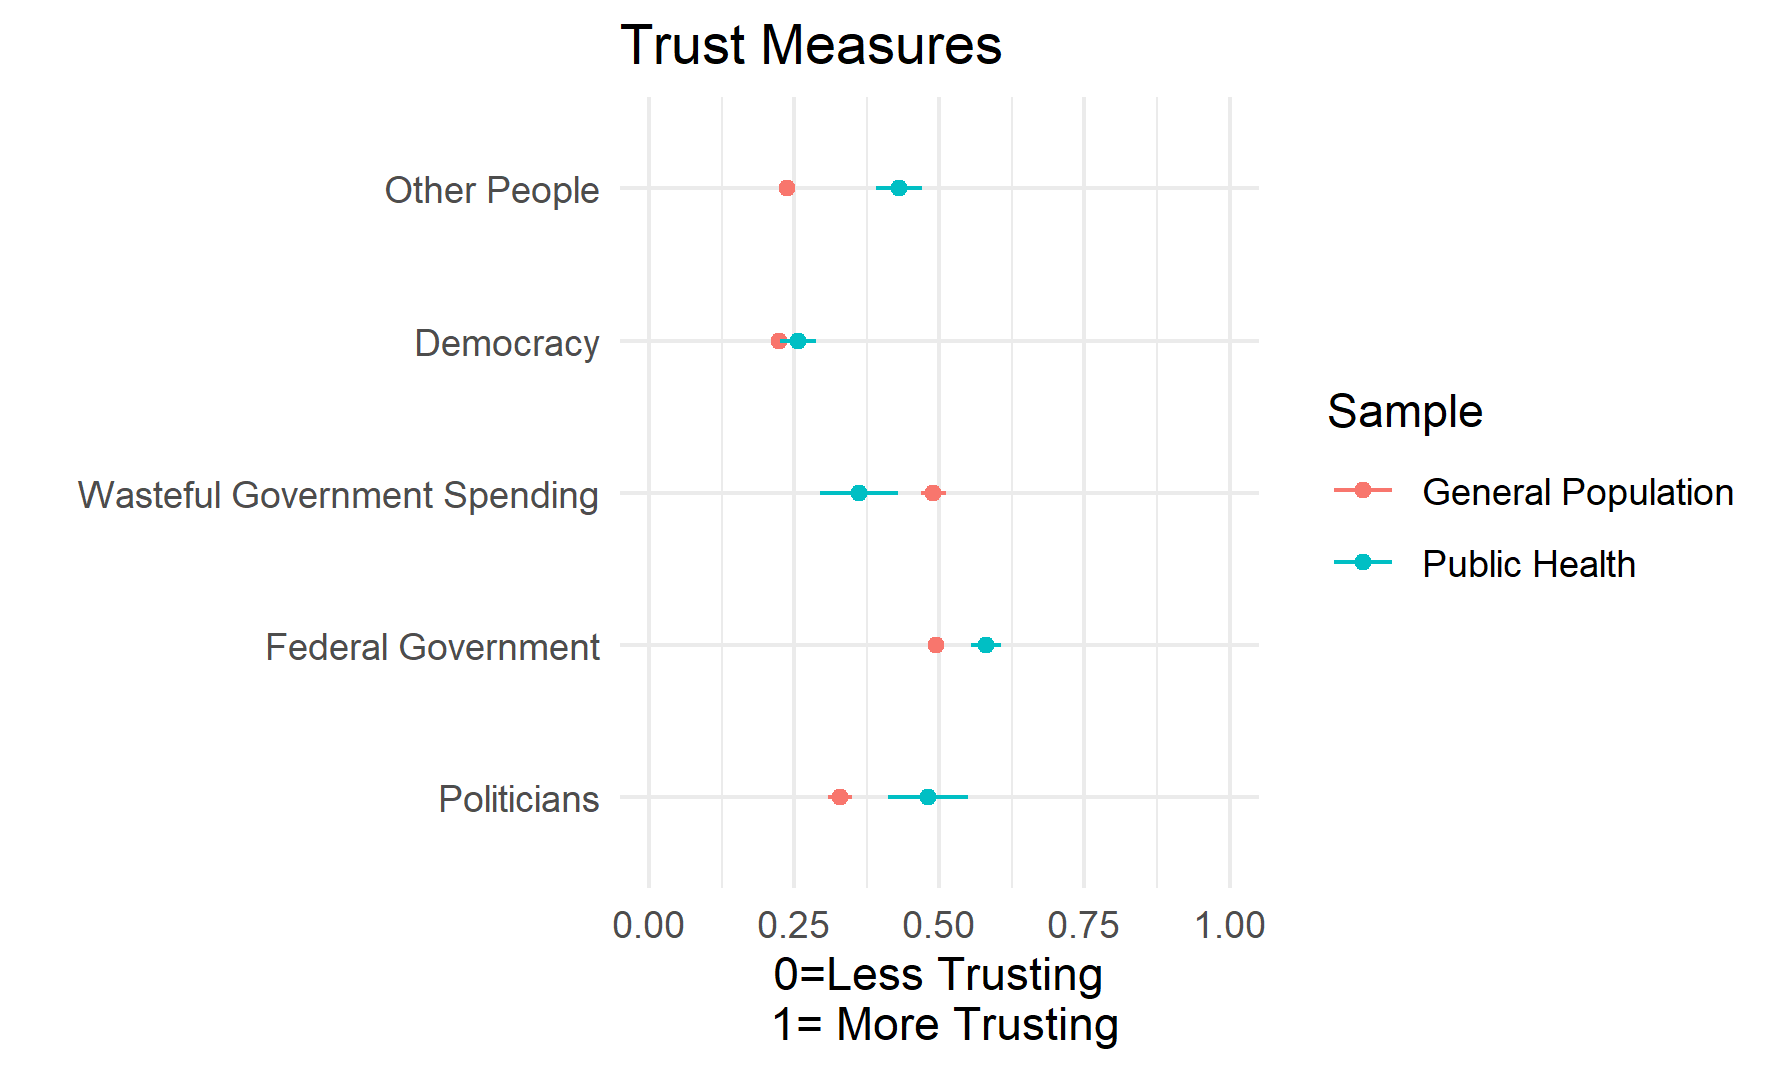 Trust Measures
Other People
Democracy
Wasteful Government Spending
Federal Government
Politicians
0.00 0.25 0.50 0.75 1.00
0=Less Trusting
1= More Trusting
Sample
General Population
Public Health